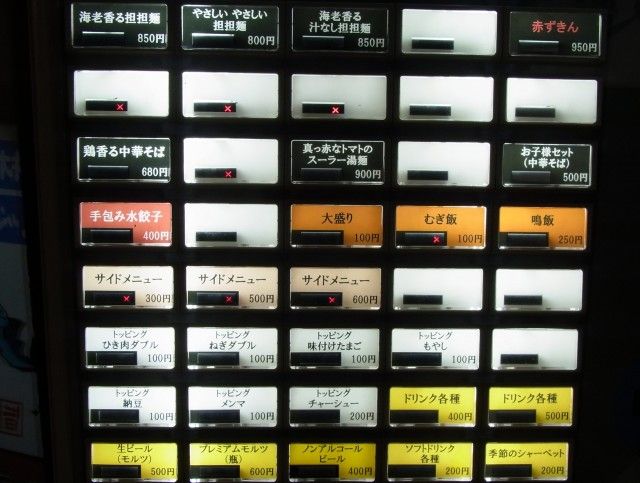 海老香る担担麺
850円
やさしい やさしい
担担麺
800円
海老香る
汁なし担担麺
850円
赤ずきん
950円
鶏香る中華そば
680円
真っ赤なトマトの
スーラー湯麺
900円
お子様セット
(中華そば)
500円
手包み水餃子
400円
大盛り
100円
むぎ飯
100円
鳴飯
250円
サイドメニュー
300円
サイドメニュー
500円
サイドメニュー
600円
トッピング
ひき肉ダブル
100円
トッピング
ねぎダブル
100円
トッピング
味付けたまご
100円
トッピング
もやし
100円
トッピング
納豆
100円
トッピング
メンマ
100円
トッピング
チャーシュー
200円
ドリンク各種
400円
ドリンク各種
500円
生ビール
(モルツ)
500円
プレミアムモルツ
(瓶)
600円
ノンアルコール
ビール
400円
ソフトドリンク
各種
200円
季節のシャーベット
200円